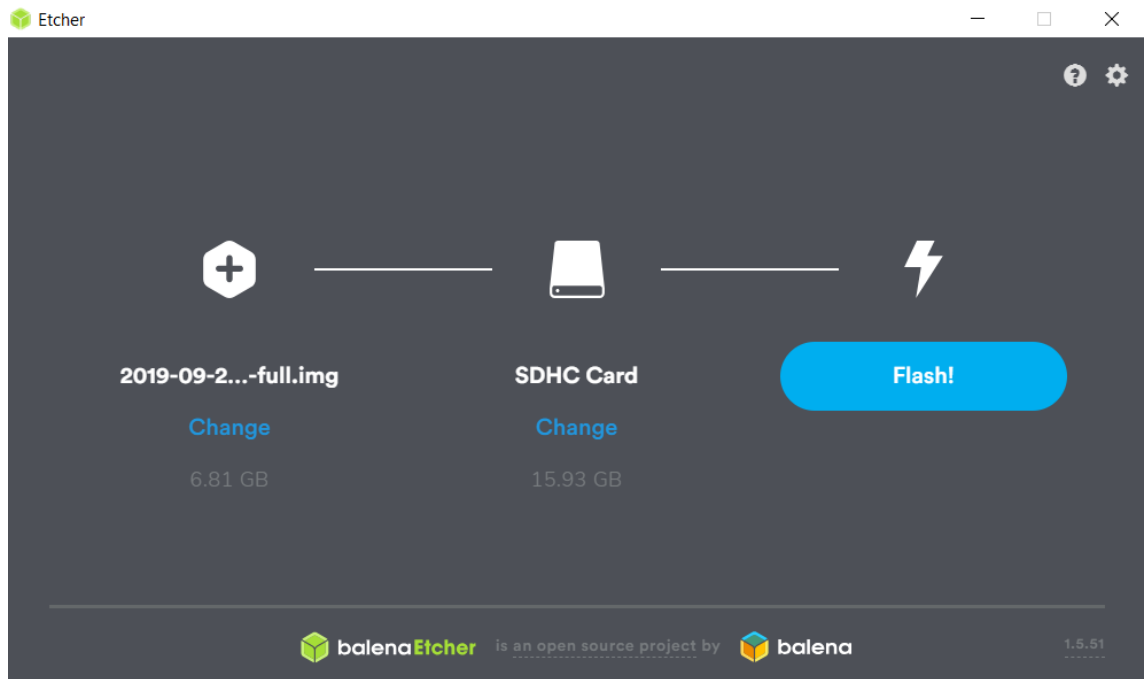 Etcher
2019-09-2...-full.img
SDHC Card
Flash!
Change
Change
6.81 GB
15.93 GB
balenaEtcher is an open source project by balena
1.5.51